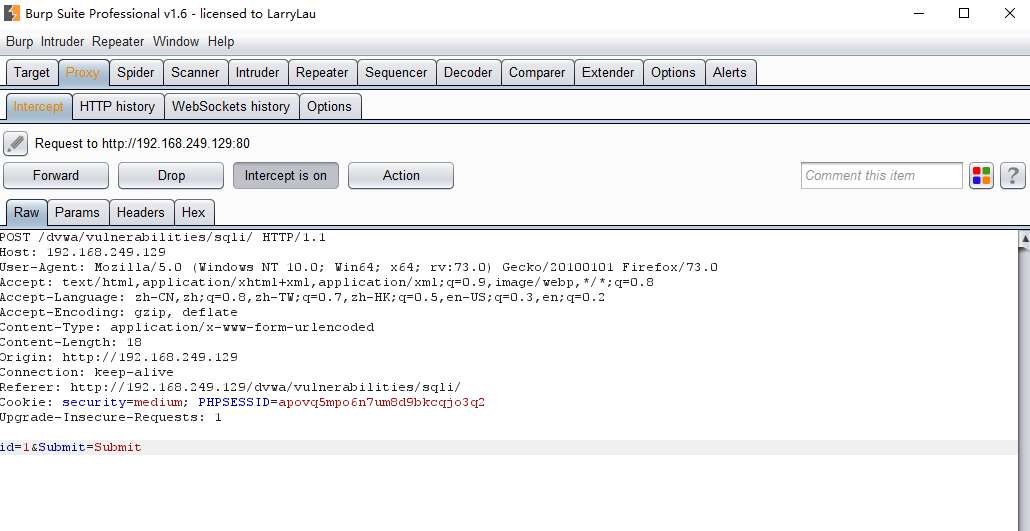 Burp Suite Professional v1.6 - licensed to LarryLau
Burp Intruder Repeater Window Help
Target Proxy Spider Scanner Intruder Repeater Sequencer Decoder Comparer Extender Options Alerts
Intercept HTTP history WebSockets history Options
Request to http://192.168.249.129:80
Forward Drop Intercept is on Action Comment this item ?
Raw Params Headers Hex
POST /dvwa/vulnerabilities/sqli/ HTTP/1.1
Host: 192.168.249.129
User-Agent: Mozilla/5.0 (Windows NT 10.0; Win64; x64; rv:73.0) Gecko/20100101 Firefox/73.0
Accept: text/html,application/xhtml+xml,application/xml;q=0.9,image/webp,*/*;q=0.8
Accept-Language: zh-CN,zh;q=0.8,zh-TW;q=0.7,zh-HK;q=0.5,en-US;q=0.3,en;q=0.2
Accept-Encoding: gzip, deflate
Content-Type: application/x-www-form-urlencoded
Content-Length: 18
Origin: http://192.168.249.129
Connection: keep-alive
Referer: http://192.168.249.129/dvwa/vulnerabilities/sqli/
Cookie: security=medium; PHPSESSID=apovq5mpo6n7um8d9bkcqjo3q2
Upgrade-Insecure-Requests: 1
id=1&Submit=Submit